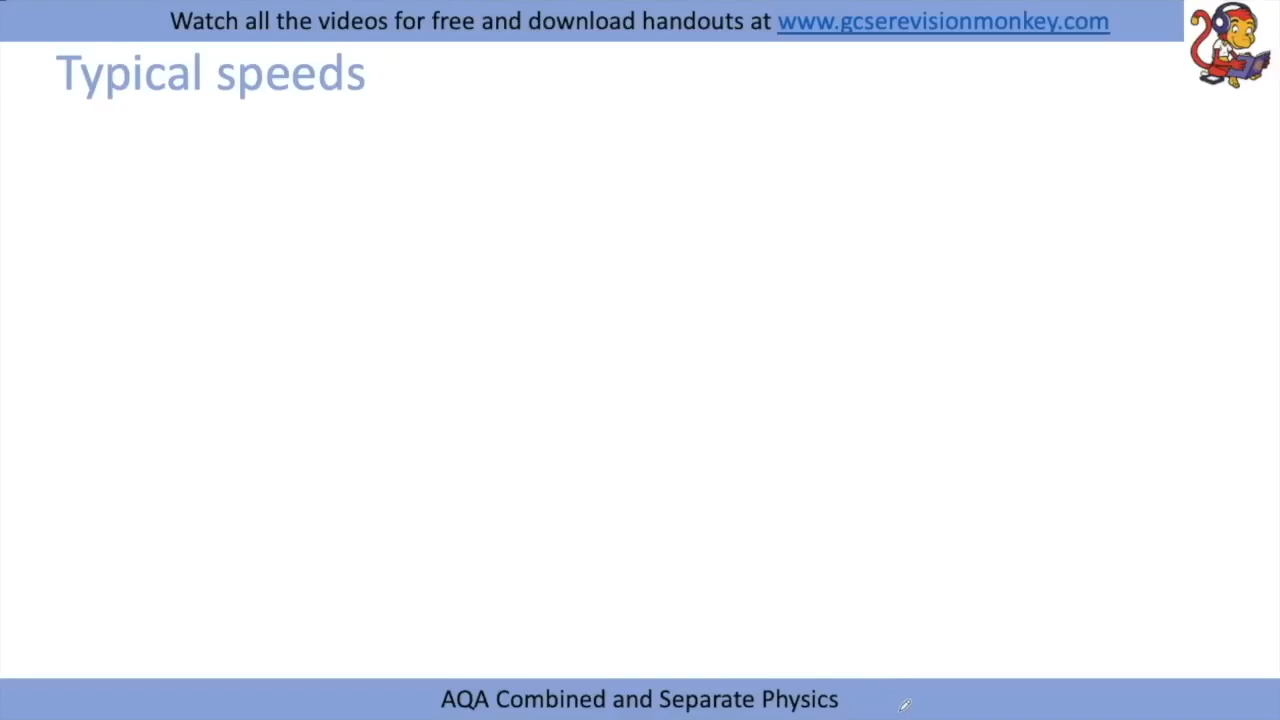 Watch all the videos for free and download handouts at www.gcserevisionmonkey.com
Typical speeds
AQA Combined and Separate Physics